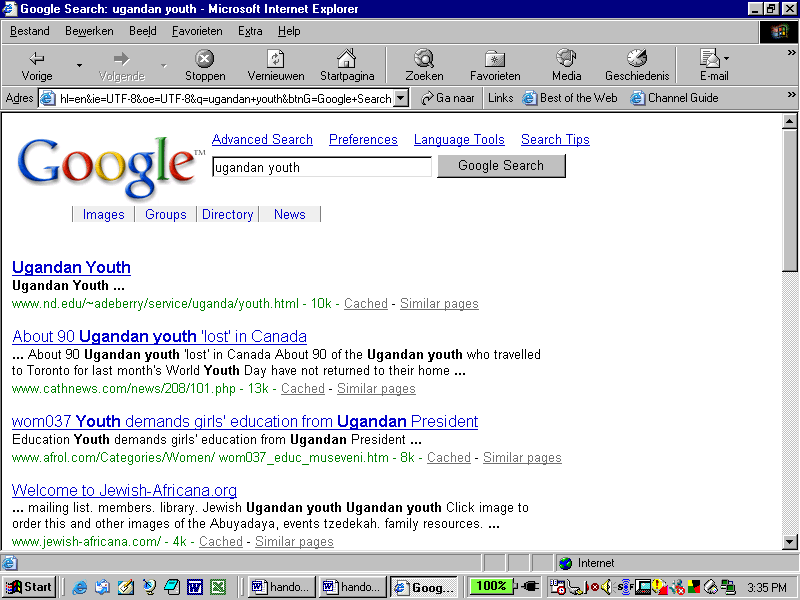 Google Search: ugandan youth - Microsoft Internet Explorer
Bestand Bewerken Beeld Favorieten Extra Help
Vorige Volgende Stoppen Vernieuwen Startpagina Zoeken Favorieten Media Geschiedenis E-mail
Adres hl=en&ie=UTF-8&oe=UTF-8&q=ugandan+youth&btnG=Google+Search Ga naar Links Best of the Web Channel Guide
Advanced Search Preferences Language Tools Search Tips
Google™ ugandan youth Google Search
Images Groups Directory News
Ugandan Youth
Ugandan Youth ...
www.nd.edu/~adeberry/service/uganda/youth.html - 10k - Cached - Similar pages
About 90 Ugandan youth 'lost' in Canada
... About 90 Ugandan youth 'lost' in Canada About 90 of the Ugandan youth who travelled
to Toronto for last month's World Youth Day have not returned to their home ...
www.cathnews.com/news/208/101.php - 13k - Cached - Similar pages
wom037 Youth demands girls' education from Ugandan President
Education Youth demands girls' education from Ugandan President ...
www.afrol.com/Categories/Women/ wom037_educ_museveni.htm - 8k - Cached - Similar pages
Welcome to Jewish-Africana.org
... mailing list. members. library. Jewish Ugandan youth Ugandan youth Click image to
order this and other images of the Abuyadaya, events tzedekah. family resources. ...
www.jewish-africana.com/ - 4k - Cached - Similar pages
Internet
Start hando... hando... Goog... 100% 3:35 PM